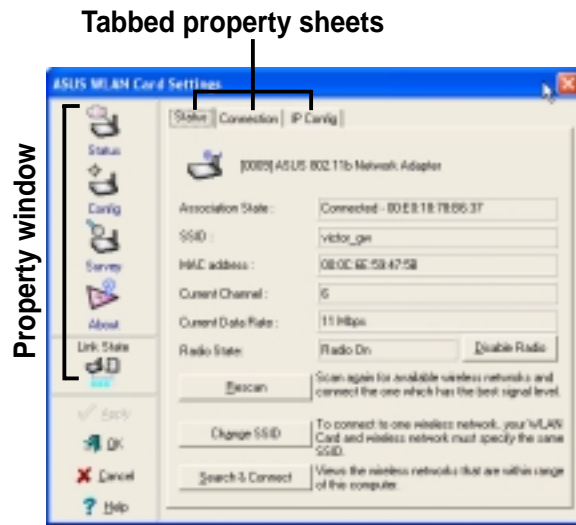 Tabbed property sheets
Property window
ASUS WLAN Card Settings
Status
Config
Survey
About
Link State
Apply
OK
Cancel
Help
Status Connection IP Config
[0009] ASUS 802.11b Network Adapter
Association State : Connected - 00:E0:18:78:B6:37
SSID : victor_gw
MAC address : 00:0C:6E:59:47:5B
Current Channel : 6
Current Data Rate : 11 Mbps
Radio State: Radio On Disable Radio
Rescan
Scan again for available wireless networks and
connect the one which has the best signal level.
Change SSID
To connect to one wireless network, your WLAN
Card and wireless network must specify the same
SSID.
Search & Connect
Views the wireless networks that are within range
of this computer.